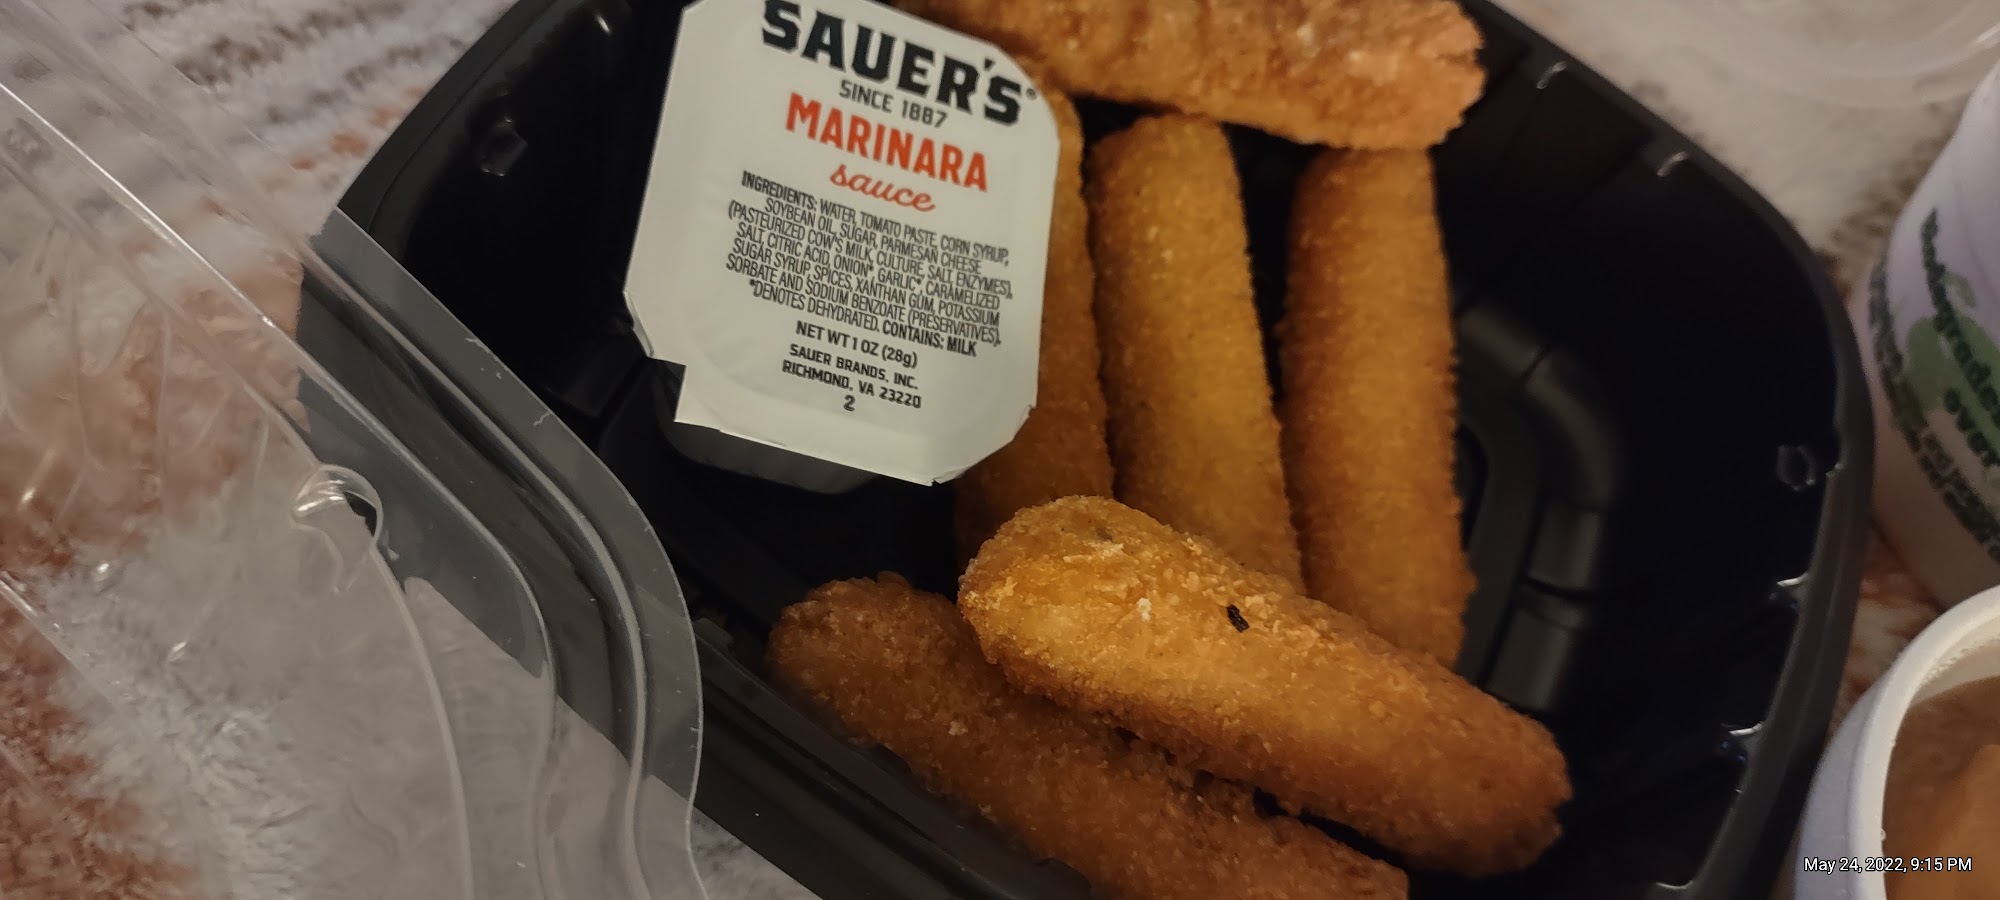 SAUER'S®
SINCE 1887
MARINARA
sauce
INGREDIENTS: WATER, TOMATO PASTE, CORN SYRUP,
SOYBEAN OIL, SUGAR, PARMESAN CHEESE
(PASTEURIZED COW'S MILK, CULTURE, SALT, ENZYMES),
SALT, CITRIC ACID, ONION*, GARLIC*, CARAMELIZED
SUGAR SYRUP, SPICES, XANTHAN GUM, POTASSIUM
SORBATE AND SODIUM BENZOATE (PRESERVATIVES).
*DENOTES DEHYDRATED. CONTAINS: MILK
NET WT 1 OZ (28g)
SAUER BRANDS, INC.
RICHMOND, VA 23220
2
over
May 24, 2022, 9:15 PM